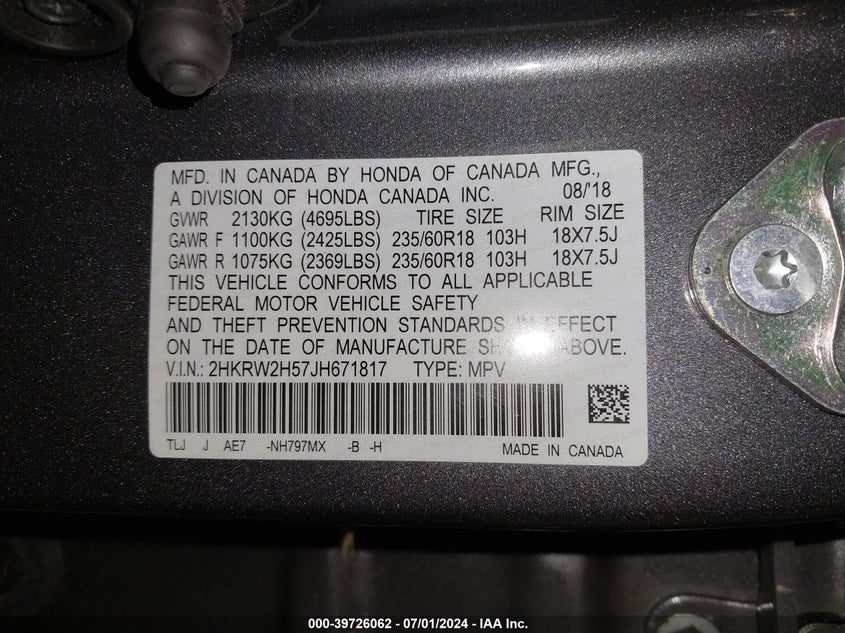 MFD. IN CANADA BY HONDA OF CANADA MFG.,
A DIVISION OF HONDA CANADA INC. 08/'18
GVWR 2130KG (4695LBS) TIRE SIZE RIM SIZE
GAWR F 1100KG (2425LBS) 235/60R18 103H 18X7.5J
GAWR R 1075KG (2369LBS) 235/60R18 103H 18X7.5J
THIS VEHICLE CONFORMS TO ALL APPLICABLE
FEDERAL MOTOR VEHICLE SAFETY
AND THEFT PREVENTION STANDARDS IN EFFECT
ON THE DATE OF MANUFACTURE ABOVE.
V.I.N.: 2HKRW2H57JH671817 TYPE: MPV
TLJ J AE7 -NH797MX -B -H MADE IN CANADA
000-39726062 - 07/01/2024 - IAA Inc.